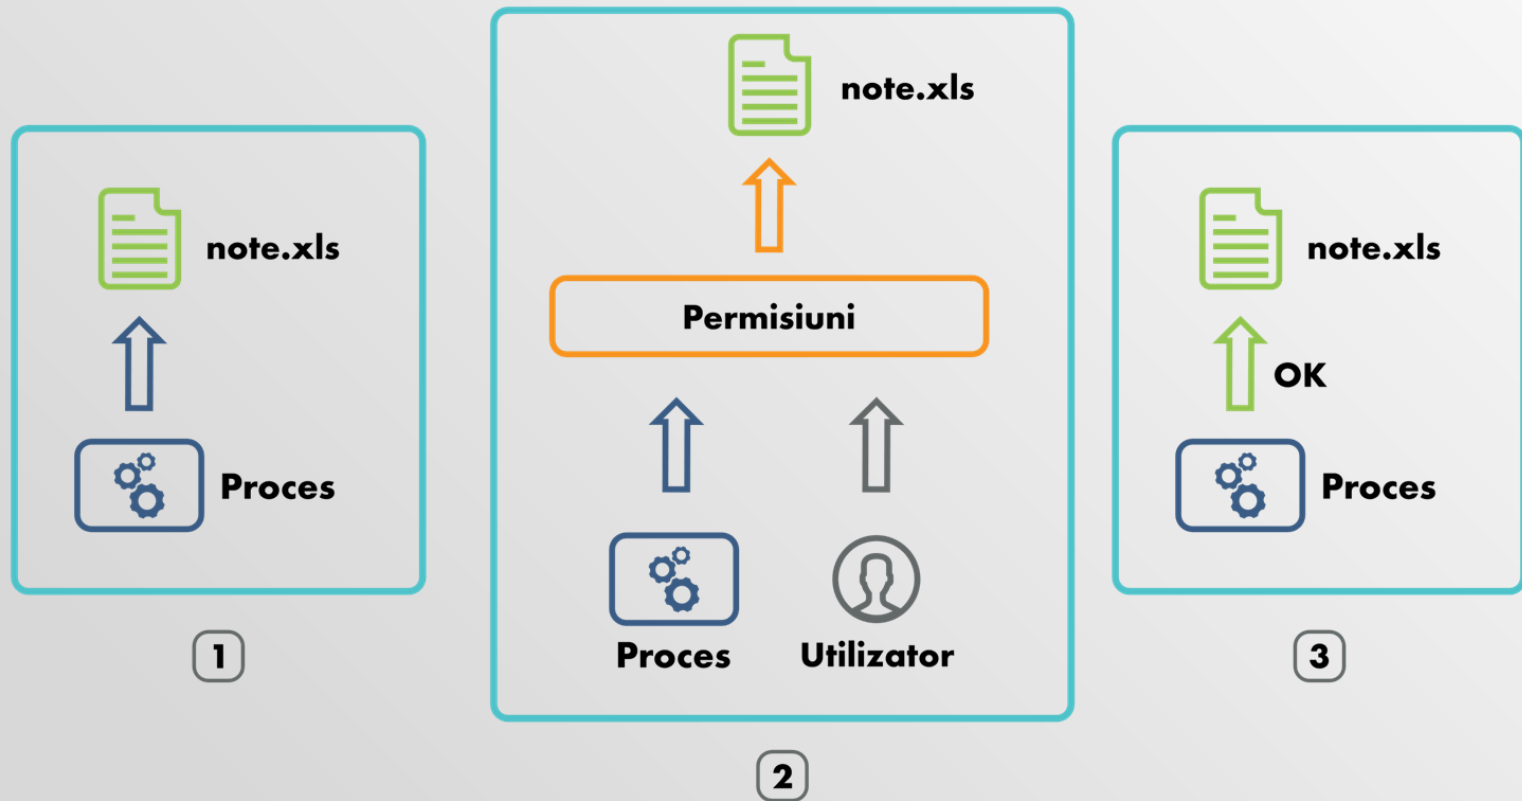 note.xls
Proces
1
note.xls
Permisiuni
Proces
Utilizator
2
note.xls
OK
Proces
3